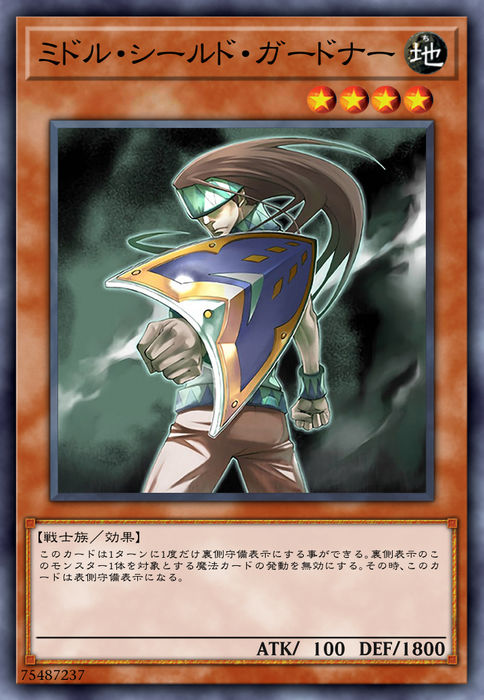 ミドル・シールド・ガードナー
地
ち
【戦士族／効果】
このカードは1ターンに1度だけ裏側守備表示にする事ができる。裏側表示のこ
のモンスター1体を対象とする魔法カードの発動を無効にする。その時、このカ
ードは表側守備表示になる。
ATK/ 100 DEF/1800
75487237